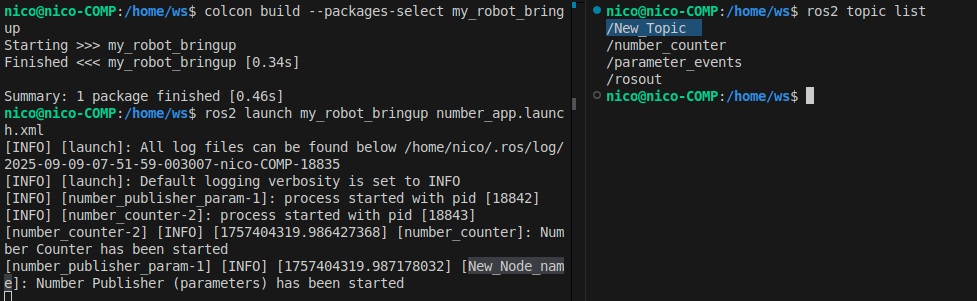 nico@nico-COMP:/home/ws$ colcon build --packages-select my_robot_bring
up
Starting >>> my_robot_bringup
Finished <<< my_robot_bringup [0.34s]
Summary: 1 package finished [0.46s]
nico@nico-COMP:/home/ws$ ros2 launch my_robot_bringup number_app.launc
h.xml
[INFO] [launch]: All log files can be found below /home/nico/.ros/log/
2025-09-09-07-51-59-003007-nico-COMP-18835
[INFO] [launch]: Default logging verbosity is set to INFO
[INFO] [number_publisher_param-1]: process started with pid [18842]
[INFO] [number_counter-2]: process started with pid [18843]
[number_counter-2] [INFO] [1757404319.986427368] [number_counter]: Num
ber Counter has been started
[number_publisher_param-1] [INFO] [1757404319.987178032] [New_Node_nam
e]: Number Publisher (parameters) has been started
nico@nico-COMP:/home/ws$ ros2 topic list
/New_Topic
/number_counter
/parameter_events
/rosout
nico@nico-COMP:/home/ws$